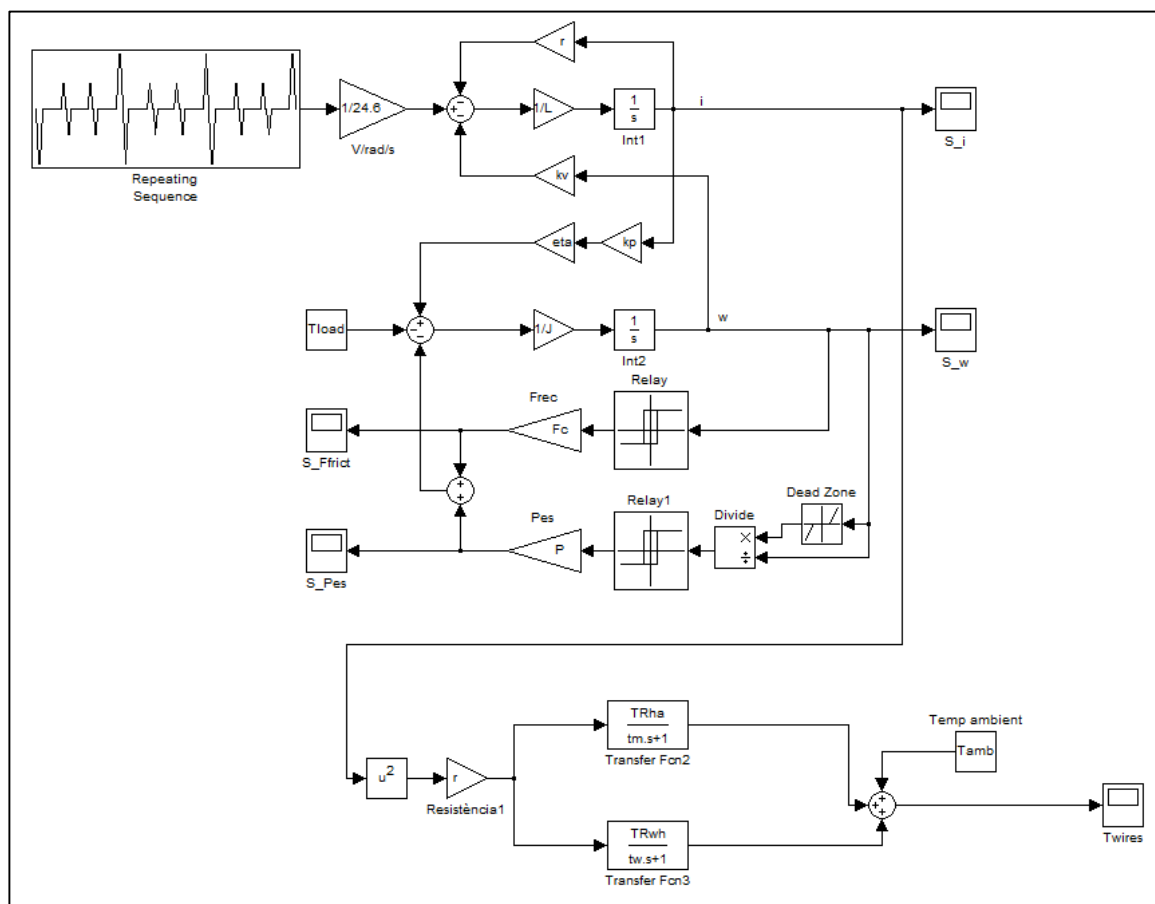 r
1/24.6
1/L
1
s
i
V/rad/s
Int1
S_i
Repeating
Sequence
kv
eta
kp
Tload
1/J
1
s
w
Int2
S_w
Relay
Frec
Fc
S_Ffrict
Dead Zone
Relay1
Divide
Pes
P
S_Pes
TRha
tm.s+1
Transfer Fcn2
Temp ambient
Tamb
u2
r
Resistència1
Twires
TRwh
tw.s+1
Transfer Fcn3